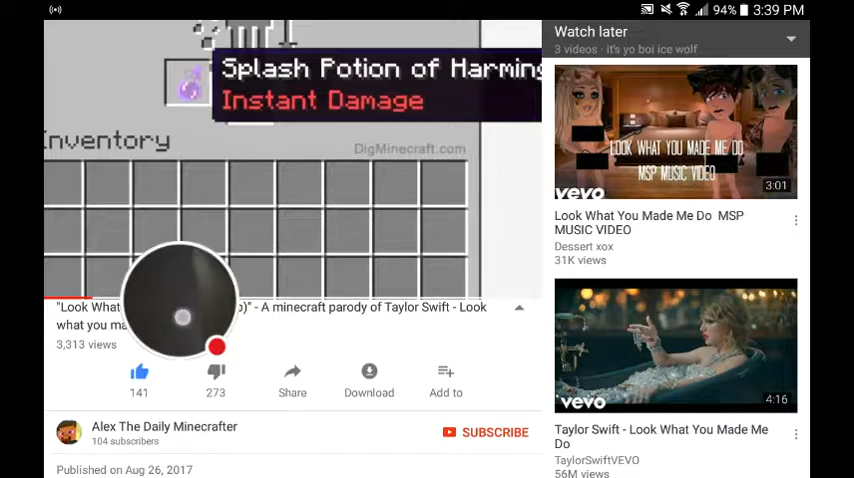 94% 3:39 PM
Splash Potion of Harming
Instant Damage
Inventory
DigMinecraft.com
"Look What )" - A minecraft parody of Taylor Swift - Look
what you ma
3,313 views
141
273
Share
Download
Add to
Alex The Daily Minecrafter
104 subscribers
SUBSCRIBE
Published on Aug 26, 2017
Watch later
3 videos · it's yo boi ice wolf
LOOK WHAT YOU MADE ME DO
MSP MUSIC VIDEO
vevo
3:01
Look What You Made Me Do MSP
MUSIC VIDEO
Dessert xox
31K views
vevo
4:16
Taylor Swift - Look What You Made Me
Do
TaylorSwiftVEVO
56M views